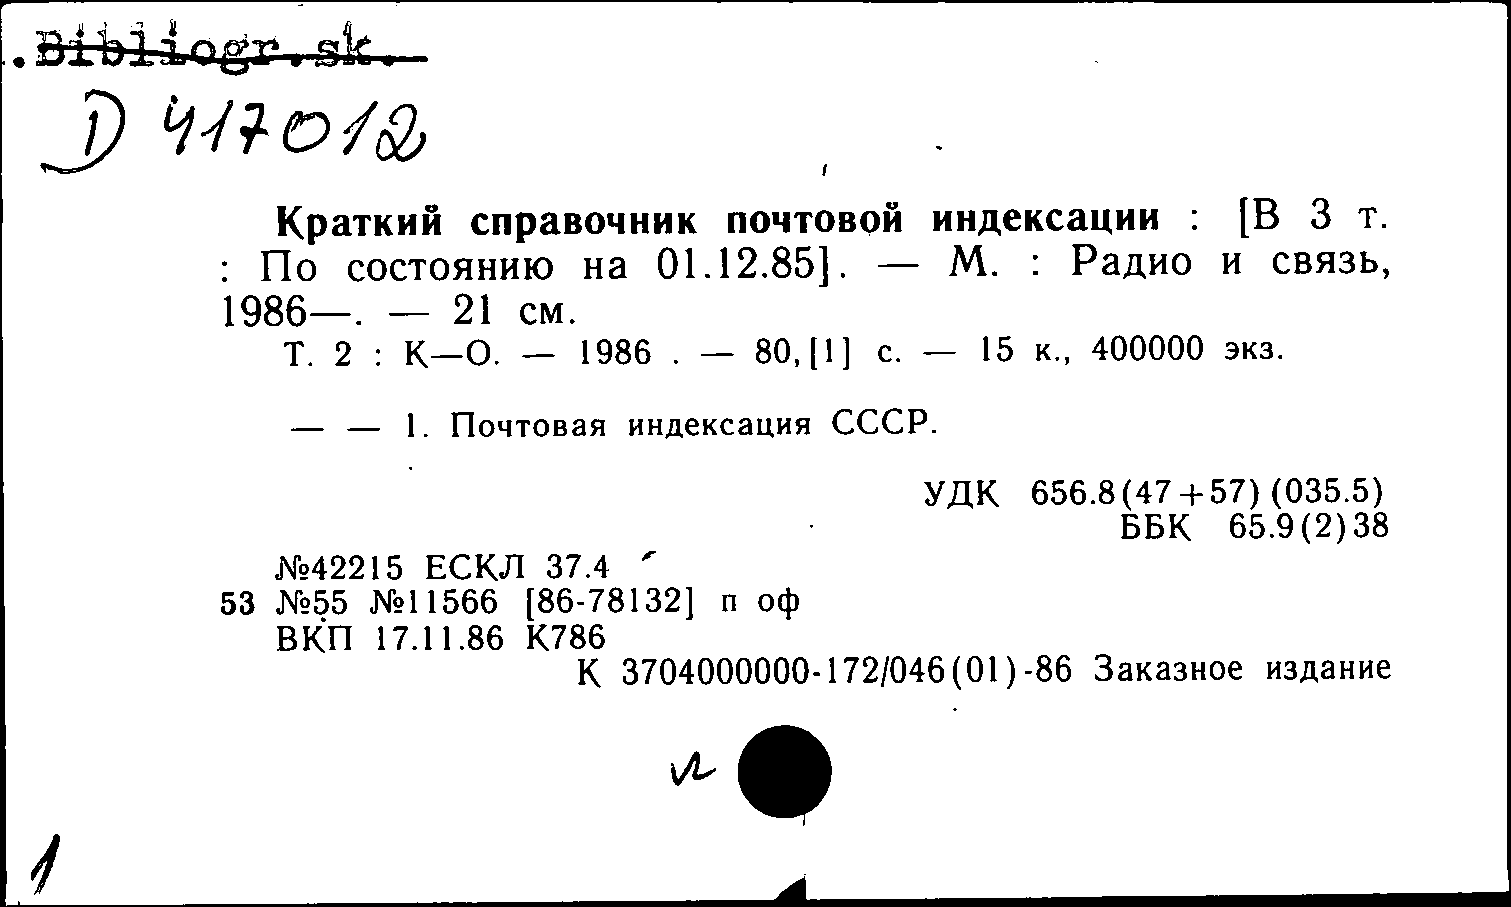 .Bibliogr.sk.
D 417012
Краткий справочник почтовой индексации : [В 3 т.
: По состоянию на 01.12.85]. — М. : Радио и связь,
1986—. — 21 см.
Т. 2 : К—О. — 1986 . — 80,[1] с. — 15 к., 400000 экз.
— — 1. Почтовая индексация СССР.
УДК 656.8(47+57)(035.5)
ББК 65.9(2)38
№42215 ЕСКЛ 37.4
53 №55 №11566 [86-78132] п оф
ВКП 17.11.86 К786
К 3704000000-172/046(01)-86 Заказное издание
1